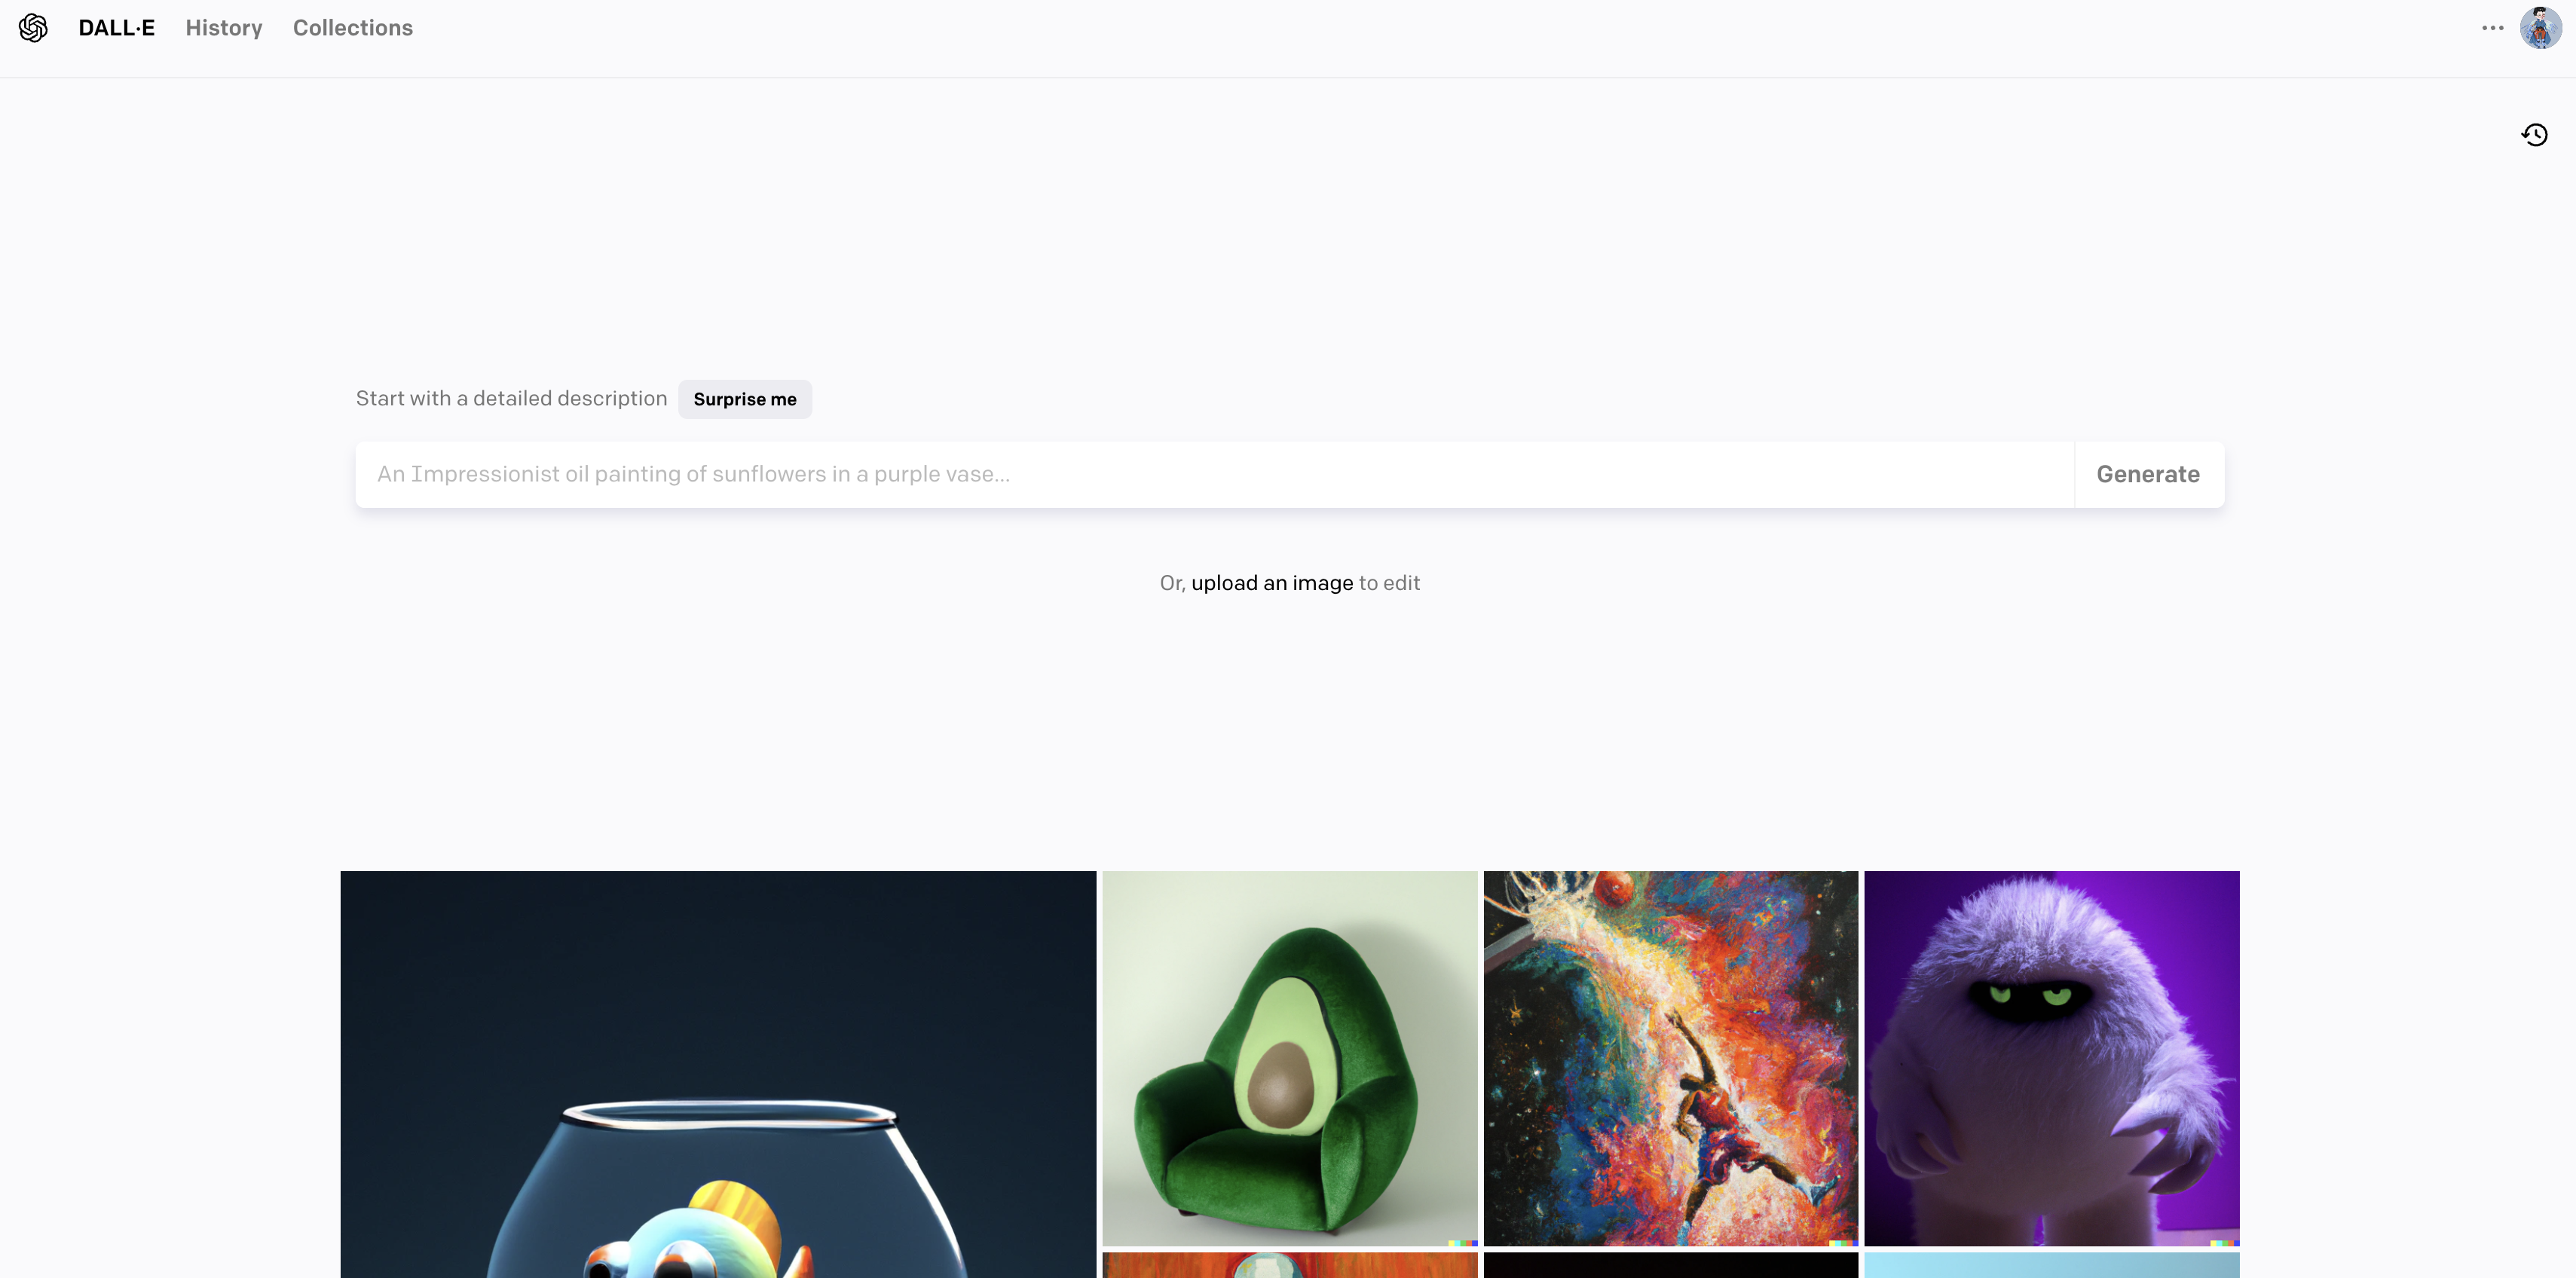 DALL·E History Collections
Start with a detailed description Surprise me
An Impressionist oil painting of sunflowers in a purple vase... Generate
Or, upload an image to edit